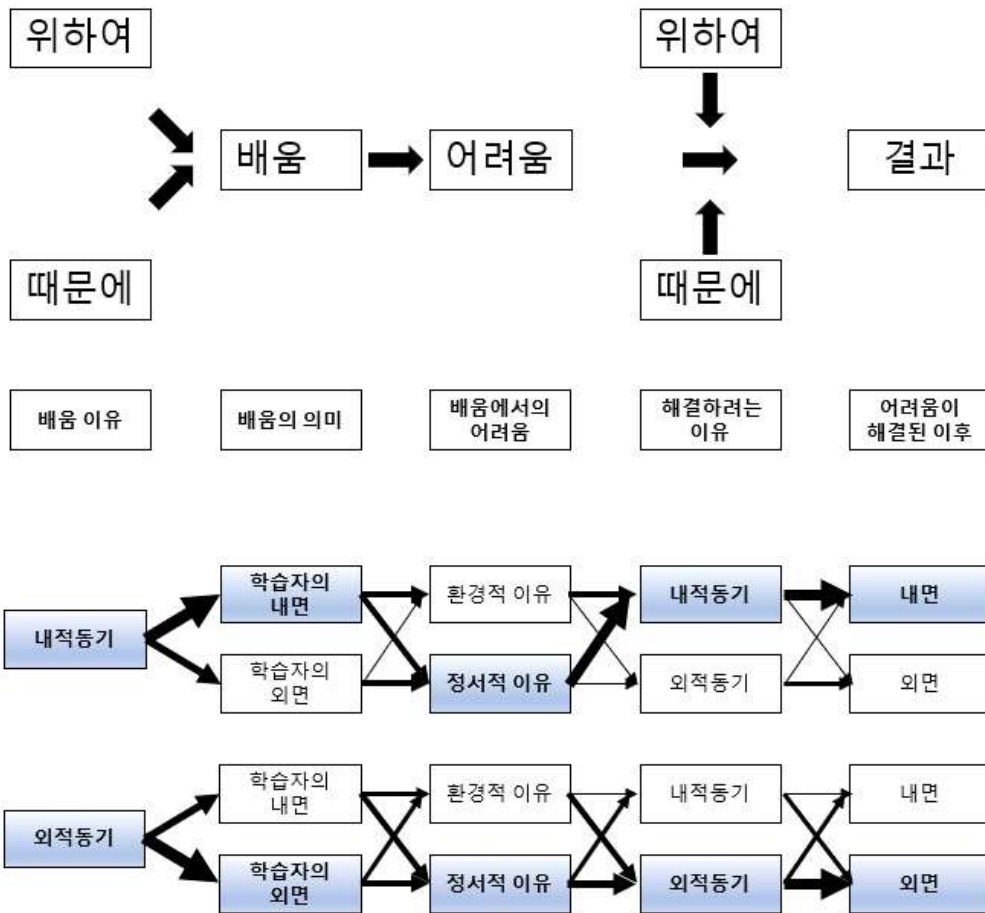 위하여
위하여
배움
어려움
결과
때문에
때문에
배움 이유
배움의 의미
배움에서의
어려움
해결하려는
이유
어려움이
해결된 이후
내적동기
학습자의
내면
환경적 이유
내적동기
내면
학습자의
외면
정서적 이유
외적동기
외면
외적동기
학습자의
내면
환경적 이유
내적동기
내면
학습자의
외면
정서적 이유
외적동기
외면